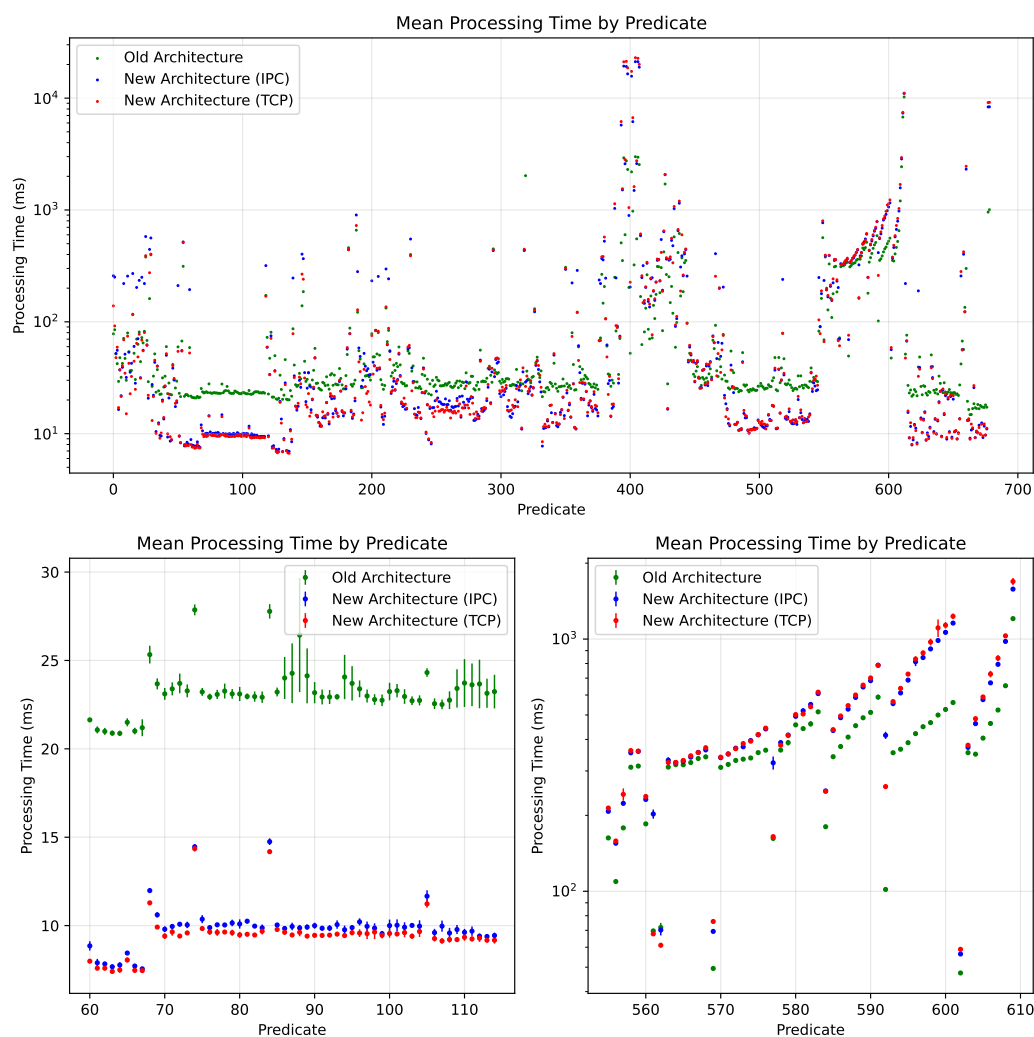 Mean Processing Time by Predicate
Old Architecture
New Architecture (IPC)
New Architecture (TCP)
Processing Time (ms)
10⁴
10³
10²
10¹
0 100 200 300 400 500 600 700
Predicate
Mean Processing Time by Predicate
Old Architecture
New Architecture (IPC)
New Architecture (TCP)
Processing Time (ms)
30
25
20
15
10
60 70 80 90 100 110
Predicate
Mean Processing Time by Predicate
Old Architecture
New Architecture (IPC)
New Architecture (TCP)
Processing Time (ms)
10³
10²
560 570 580 590 600 610
Predicate